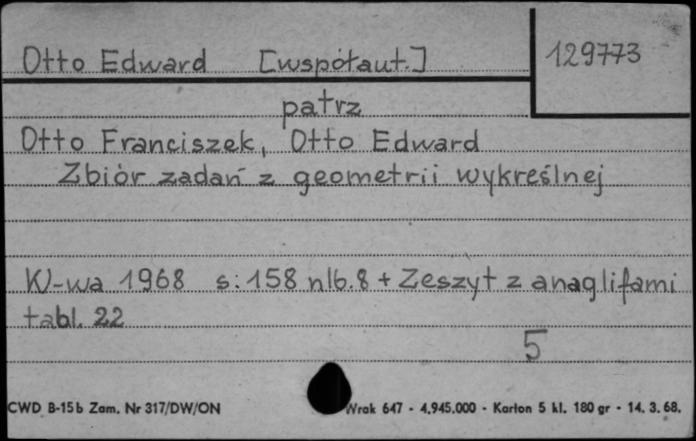 Otto Edward [współaut.] 129773
patrz
Otto Franciszek, Otto Edward
Zbiór zadań z geometrii wykreślnej
W-wa 1968 s: 158 nlb. 8 + Zeszyt z anaglifami
tabl. 22
5
CWD B-15b Zam. Nr 317/DW/ON Wrak 647 - 4.945.000 - Karton 5 kl. 180 gr - 14. 3. 68.